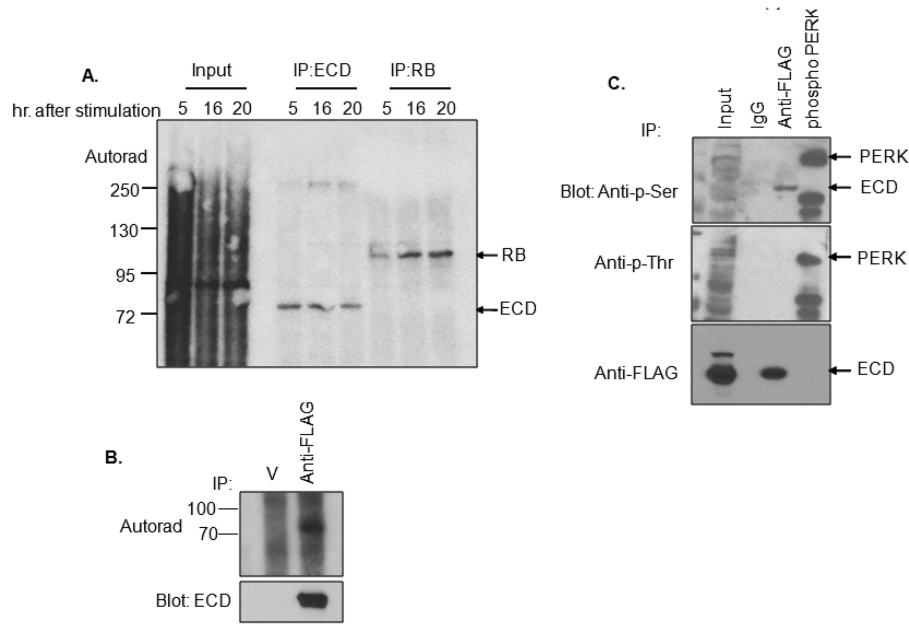 A.
Input IP:ECD IP:RB
hr. after stimulation 5 16 20 5 16 20 5 16 20
Autorad
250
130
95
72
RB
ECD
B.
IP: V Anti-FLAG
100
70
Autorad
Blot: ECD
C.
IP: Input IgG Anti-FLAG phospho PERK
Blot: Anti-p-Ser
PERK
ECD
Anti-p-Thr
PERK
Anti-FLAG
ECD